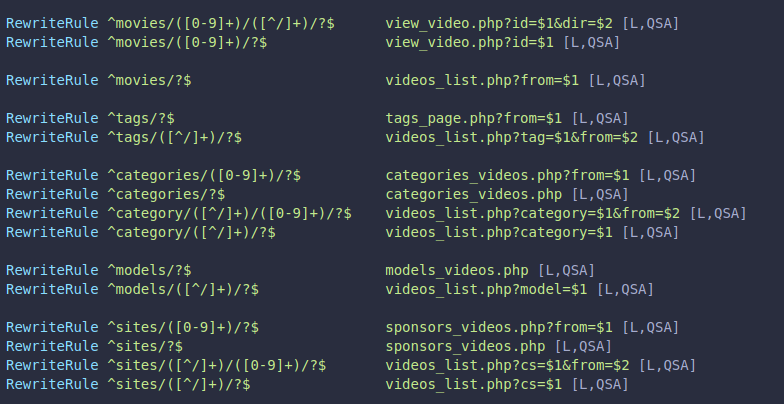 RewriteRule ^movies/([0-9]+)/([^/]+)/?$ view_video.php?id=$1&dir=$2 [L,QSA]
RewriteRule ^movies/([0-9]+)/?$ view_video.php?id=$1 [L,QSA]
RewriteRule ^movies/?$ videos_list.php?from=$1 [L,QSA]
RewriteRule ^tags/?$ tags_page.php?from=$1 [L,QSA]
RewriteRule ^tags/([^/]+)/?$ videos_list.php?tag=$1&from=$2 [L,QSA]
RewriteRule ^categories/([0-9]+)/?$ categories_videos.php?from=$1 [L,QSA]
RewriteRule ^categories/?$ categories_videos.php [L,QSA]
RewriteRule ^category/([^/]+)/([0-9]+)/?$ videos_list.php?category=$1&from=$2 [L,QSA]
RewriteRule ^category/([^/]+)/?$ videos_list.php?category=$1 [L,QSA]
RewriteRule ^models/?$ models_videos.php [L,QSA]
RewriteRule ^models/([^/]+)/?$ videos_list.php?model=$1 [L,QSA]
RewriteRule ^sites/([0-9]+)/?$ sponsors_videos.php?from=$1 [L,QSA]
RewriteRule ^sites/?$ sponsors_videos.php [L,QSA]
RewriteRule ^sites/([^/]+)/([0-9]+)/?$ videos_list.php?cs=$1&from=$2 [L,QSA]
RewriteRule ^sites/([^/]+)/?$ videos_list.php?cs=$1 [L,QSA]